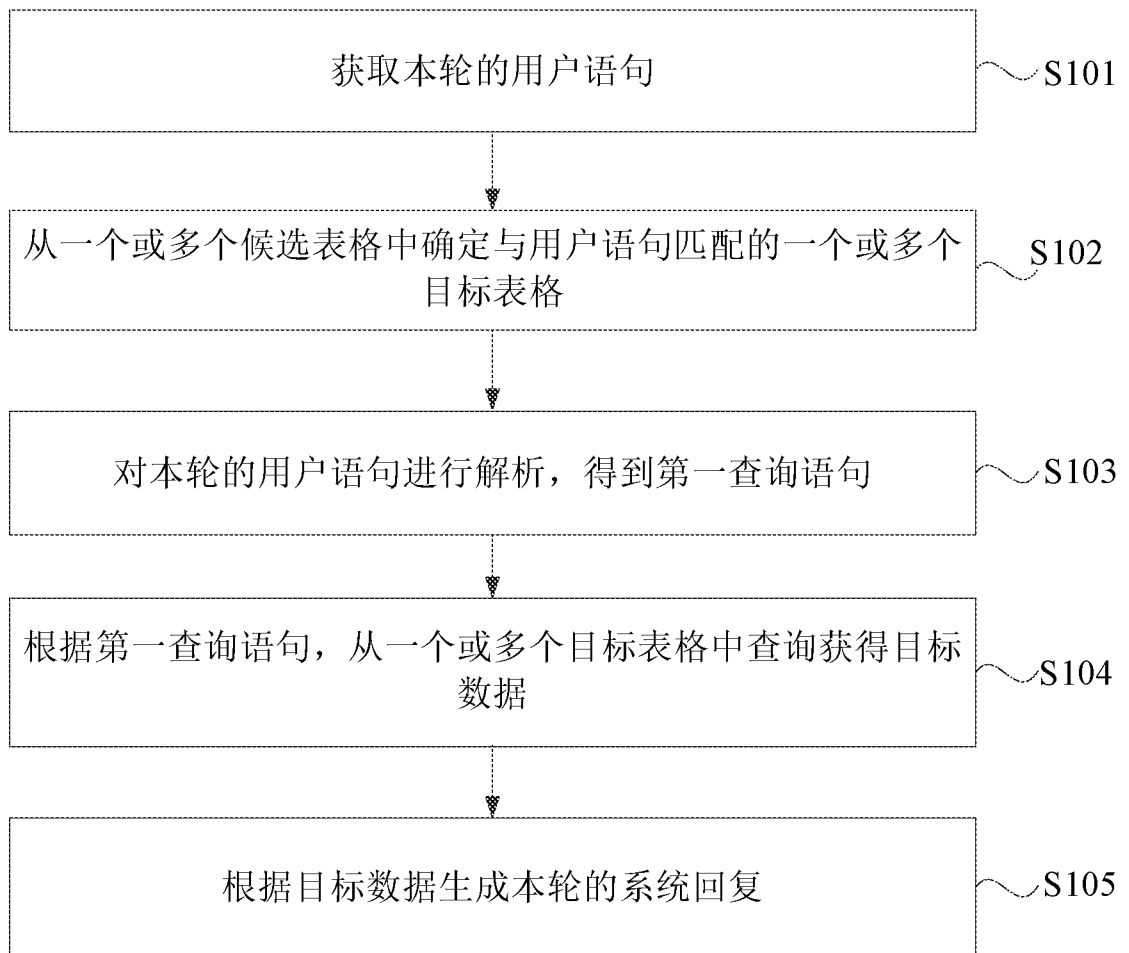 获取本轮的用户语句
S101
从一个或多个候选表格中确定与用户语句匹配的一个或多个
目标表格
S102
对本轮的用户语句进行解析，得到第一查询语句
S103
根据第一查询语句，从一个或多个目标表格中查询获得目标
数据
S104
根据目标数据生成本轮的系统回复
S105